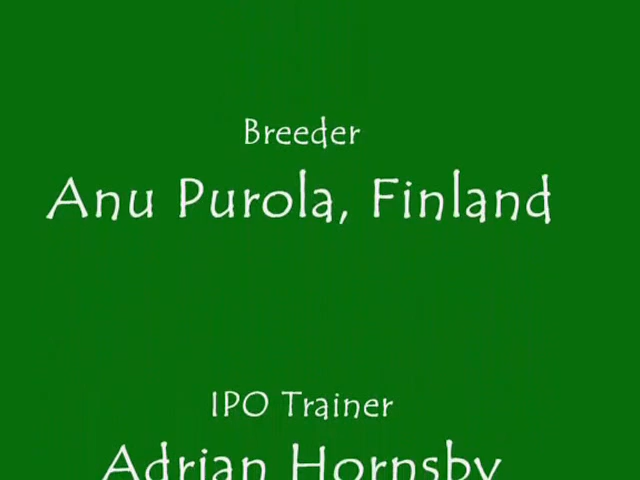 Breeder
Anu Purola, Finland
IPO Trainer
Adrian Hornsby